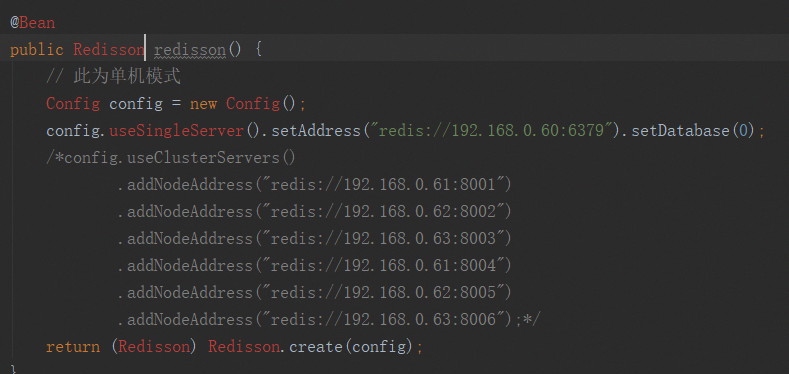 @Bean
public Redisson redisson() {
// 此为单机模式
Config config = new Config();
config.useSingleServer().setAddress("redis://192.168.0.60:6379").setDatabase(0);
/*config.useClusterServers()
.addNodeAddress("redis://192.168.0.61:8001")
.addNodeAddress("redis://192.168.0.62:8002")
.addNodeAddress("redis://192.168.0.63:8003")
.addNodeAddress("redis://192.168.0.61:8004")
.addNodeAddress("redis://192.168.0.62:8005")
.addNodeAddress("redis://192.168.0.63:8006");*/
return (Redisson) Redisson.create(config);
}